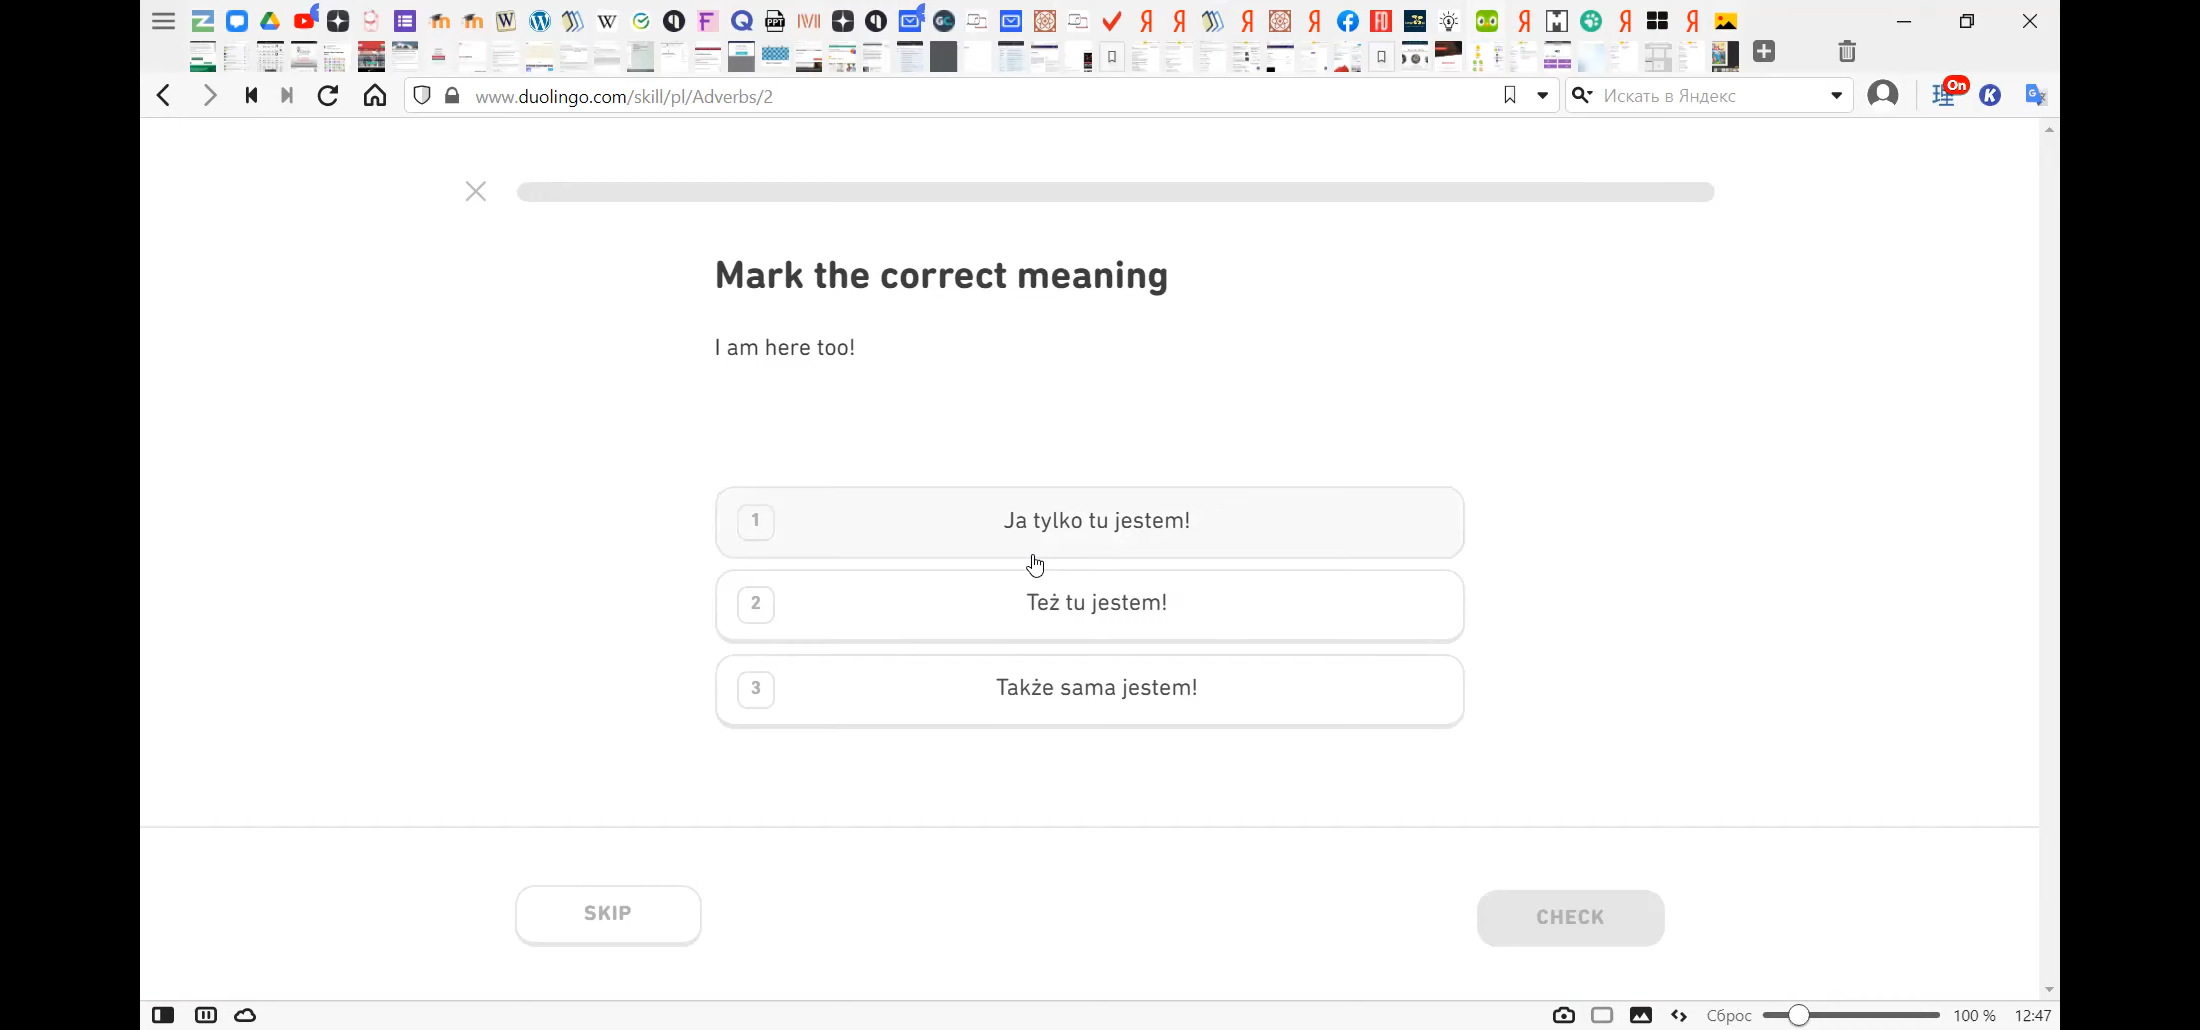 On
www.duolingo.com/skill/pl/Adverbs/2
Искать в Яндекс
Mark the correct meaning
I am here too!
1 Ja tylko tu jestem!
2 Też tu jestem!
3 Także sama jestem!
SKIP
CHECK
Сброс
100 %
12:47